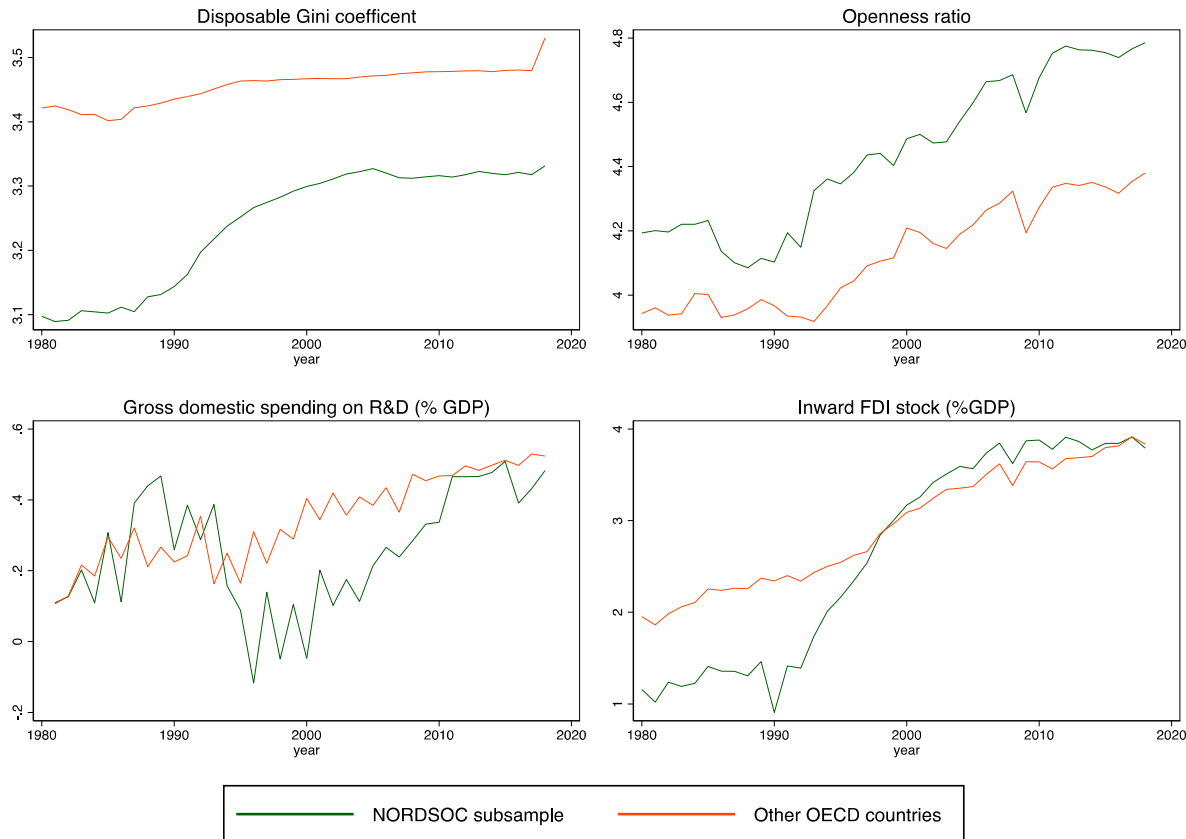 Disposable Gini coefficent
3.5
3.4
3.3
3.2
3.1
1980 1990 2000 2010 2020
year
Openness ratio
4.8
4.6
4.4
4.2
4
1980 1990 2000 2010 2020
year
Gross domestic spending on R&D (% GDP)
.6
.4
.2
0
-.2
1980 1990 2000 2010 2020
year
Inward FDI stock (%GDP)
4
3
2
1
1980 1990 2000 2010 2020
year
NORDSOC subsample Other OECD countries